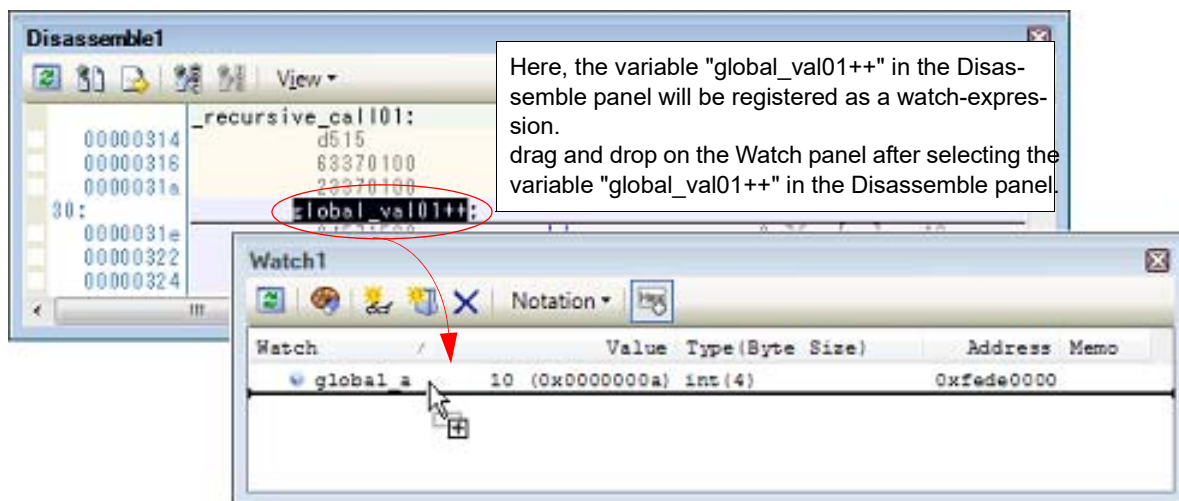 Disassemble1
View
Here, the variable "global_val01++" in the Disas-
semble panel will be registered as a watch-expres-
sion.
drag and drop on the Watch panel after selecting the
variable "global_val01++" in the Disassemble panel.
_recursive_call01:
00000314 d515
00000316 63370100
0000031a 23370100
30: global_val01++;
0000031e
00000322
00000324
Watch1
Notation
Watch Value Type(Byte Size) Address Memo
global_a 10 (0x0000000a) int(4) 0xfede0000